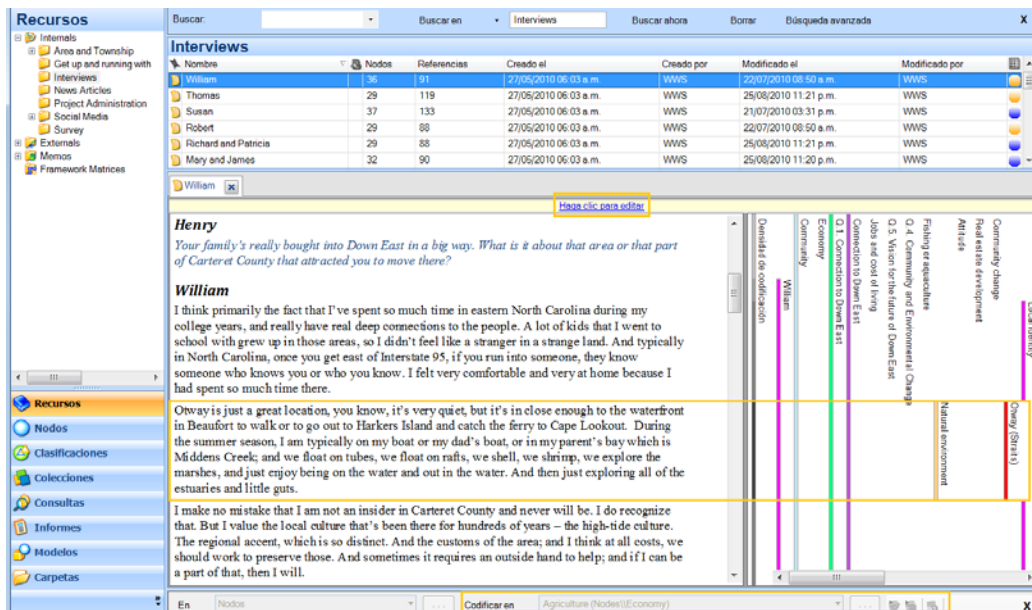 Recursos
Buscar:
Buscar en
Interviews
Buscar ahora
Borrar
Búsqueda avanzada
X
Internals
Area and Township
Get up and running with
Interviews
News Articles
Project Administration
Social Media
Survey
Externals
Memos
Framework Matrices
Interviews
Nombre Nodos Referencias Creado el Creado por Modificado el Modificado por
William 36 91 27/05/2010 06:03 a.m. WWS 22/07/2010 08:50 a.m. WWS
Thomas 29 119 27/05/2010 06:03 a.m. WWS 25/08/2010 11:21 p.m. WWS
Susan 37 133 27/05/2010 06:03 a.m. WWS 21/07/2010 03:31 p.m. WWS
Robert 29 88 27/05/2010 06:03 a.m. WWS 22/07/2010 08:50 a.m. WWS
Richard and Patricia 29 88 27/05/2010 06:03 a.m. WWS 25/08/2010 11:21 p.m. WWS
Mary and James 32 90 27/05/2010 06:03 a.m. WWS 25/08/2010 11:20 p.m. WWS
William
Haga clic para editar
Henry
Your family's really bought into Down East in a big way. What is it about that area or that part
of Carteret County that attracted you to move there?
William
I think primarily the fact that I've spent so much time in eastern North Carolina during my
college years, and really have real deep connections to the people. A lot of kids that I went to
school with grew up in those areas, so I didn't feel like a stranger in a strange land. And typically
in North Carolina, once you get east of Interstate 95, if you run into someone, they know
someone who knows you or who you know. I felt very comfortable and very at home because I
had spent so much time there.
Otway is just a great location, you know, it's very quiet, but it's in close enough to the waterfront
in Beaufort to walk or to go out to Harkers Island and catch the ferry to Cape Lookout. During
the summer season, I am typically on my boat or my dad's boat, or in my parent's bay which is
Middens Creek; and we float on tubes, we float on rafts, we shell, we shrimp, we explore the
marshes, and just enjoy being on the water and out in the water. And then just exploring all of the
estuaries and little guts.
I make no mistake that I am not an insider in Carteret County and never will be. I do recognize
that. But I value the local culture that's been there for hundreds of years – the high-tide culture.
The regional accent, which is so distinct. And the customs of the area; and I think at all costs, we
should work to preserve those. And sometimes it requires an outside hand to help; and if I can be
a part of that, then I will.
Densidad de codificación
William
Community
Economy
Q.1. Connection to Down East
Connection to Down East
Jobs and cost of living
Q.5. Vision for the future of Down East
Q.4. Community and Environmental Change
Fishing or aquaculture
Natural environment
Attitude
Real estate development
Community change
Otway (Straits)
Local identity
Recursos
Nodos
Clasificaciones
Colecciones
Consultas
Informes
Modelos
Carpetas
En
Nodos
...
Codificar en
Agriculture (Nodes\\Economy)
...
X